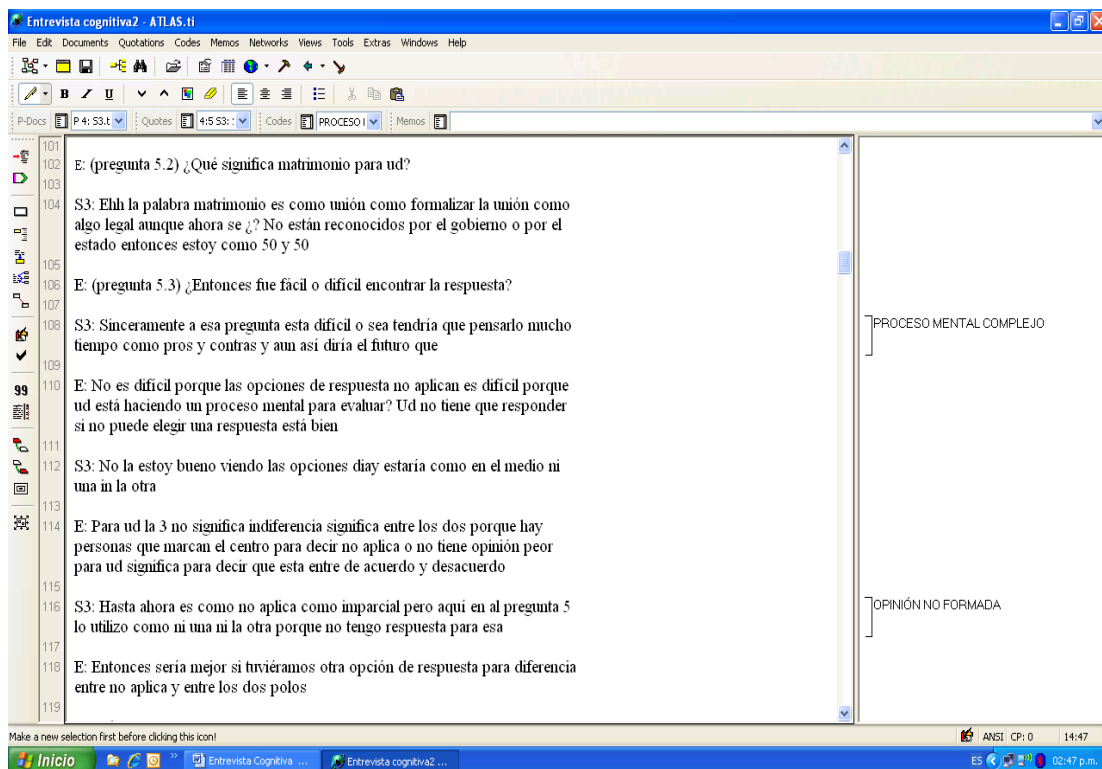 Entrevista cognitiva2 - ATLAS.ti
File Edit Documents Quotations Codes Memos Networks Views Tools Extras Windows Help
B I U
P-Docs P 4: S3.t Quotes 4:5 S3: : Codes PROCESO I Memos
101
102 E: (pregunta 5.2) ¿Qué significa matrimonio para ud?
103
104 S3: Ehh la palabra matrimonio es como unión como formalizar la unión como
algo legal aunque ahora se ¿? No están reconocidos por el gobierno o por el
estado entonces estoy como 50 y 50
105
106 E: (pregunta 5.3) ¿Entonces fue fácil o difícil encontrar la respuesta?
107
108 S3: Sinceramente a esa pregunta esta difícil o sea tendría que pensarlo mucho PROCESO MENTAL COMPLEJO
tiempo como pros y contras y aun así diría el futuro que
109
110 E: No es difícil porque las opciones de respuesta no aplican es difícil porque
ud está haciendo un proceso mental para evaluar? Ud no tiene que responder
si no puede elegir una respuesta está bien
111
112 S3: No la estoy bueno viendo las opciones diay estaría como en el medio ni
una in la otra
113
114 E: Para ud la 3 no significa indiferencia significa entre los dos porque hay
personas que marcan el centro para decir no aplica o no tiene opinión peor
para ud significa para decir que esta entre de acuerdo y desacuerdo
115
116 S3: Hasta ahora es como no aplica como imparcial pero aquí en al pregunta 5 OPINIÓN NO FORMADA
lo utilizo como ni una ni la otra porque no tengo respuesta para esa
117
118 E: Entonces sería mejor si tuviéramos otra opción de respuesta para diferencia
entre no aplica y entre los dos polos
119
99
Make a new selection first before clicking this icon! ANSI CP: 0 14:47
Inicio Entrevista Cognitiva ... Entrevista cognitiva2 ... ES 02:47 p.m.